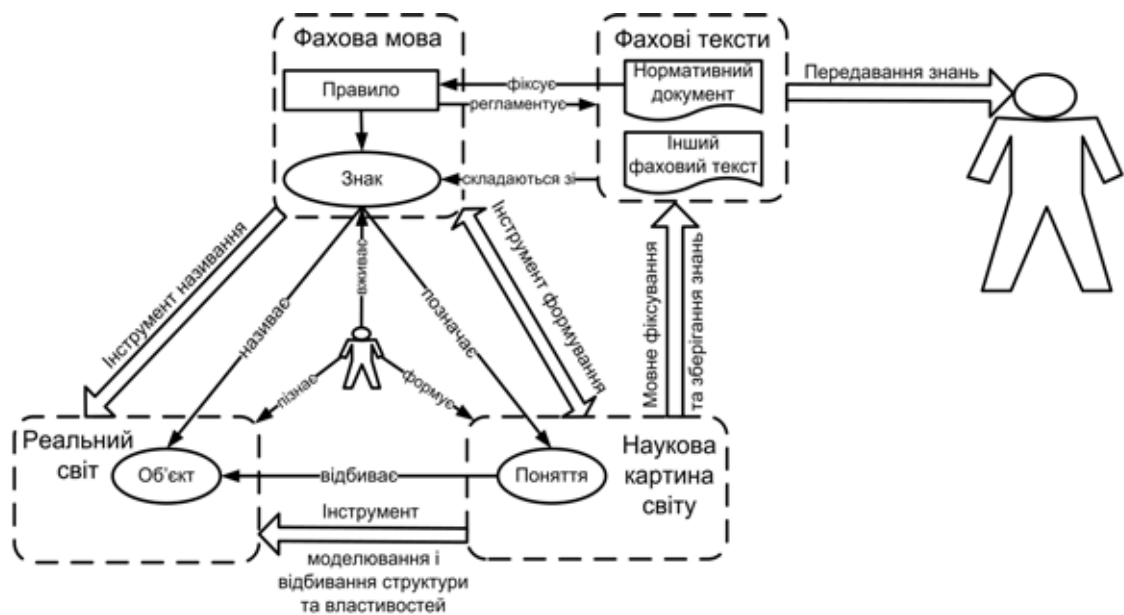 Фахова мова
Правило
Знак
Фахові тексти
Нормативний
документ
Інший
фаховий текст
фіксує
регламентує
складаються зі
Передавання знань
Інструмент називання
називає
вживає
позначає
Інструмент формування
Мовне фіксування
та зберігання знань
пізнає
формує
Реальний
світ
Об'єкт
відбиває
Поняття
Наукова
картина
світу
Інструмент
моделювання і
відбивання структури
та властивостей